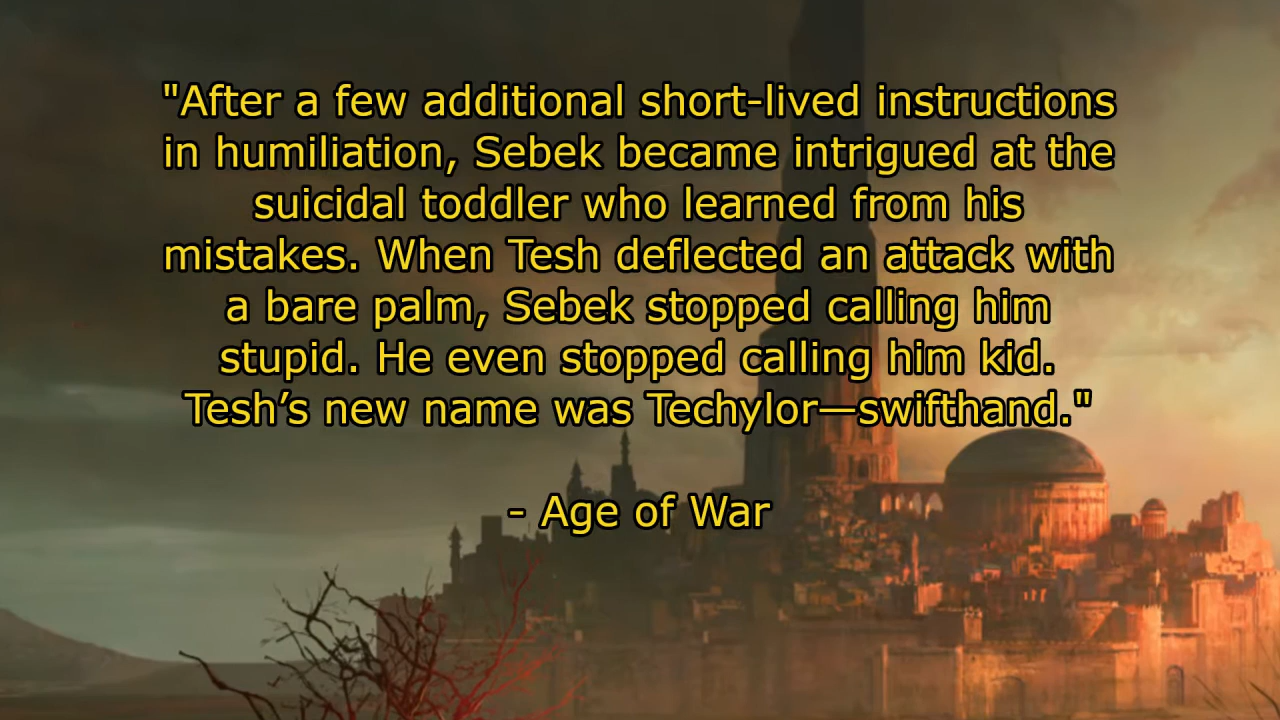 "After a few additional short-lived instructions
in humiliation, Sebek became intrigued at the
suicidal toddler who learned from his
mistakes. When Tesh deflected an attack with
a bare palm, Sebek stopped calling him
stupid. He even stopped calling him kid.
Tesh’s new name was Techylor—swifthand."
- Age of War